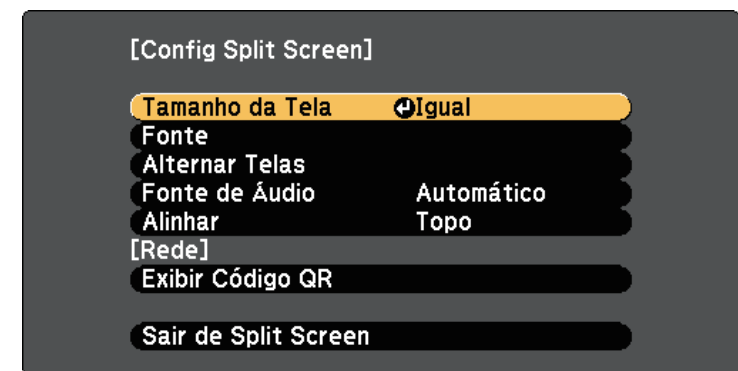 [Config Split Screen]
Tamanho da Tela Igual
Fonte
Alternar Telas
Fonte de Áudio Automático
Alinhar Topo
[Rede]
Exibir Código QR
Sair de Split Screen